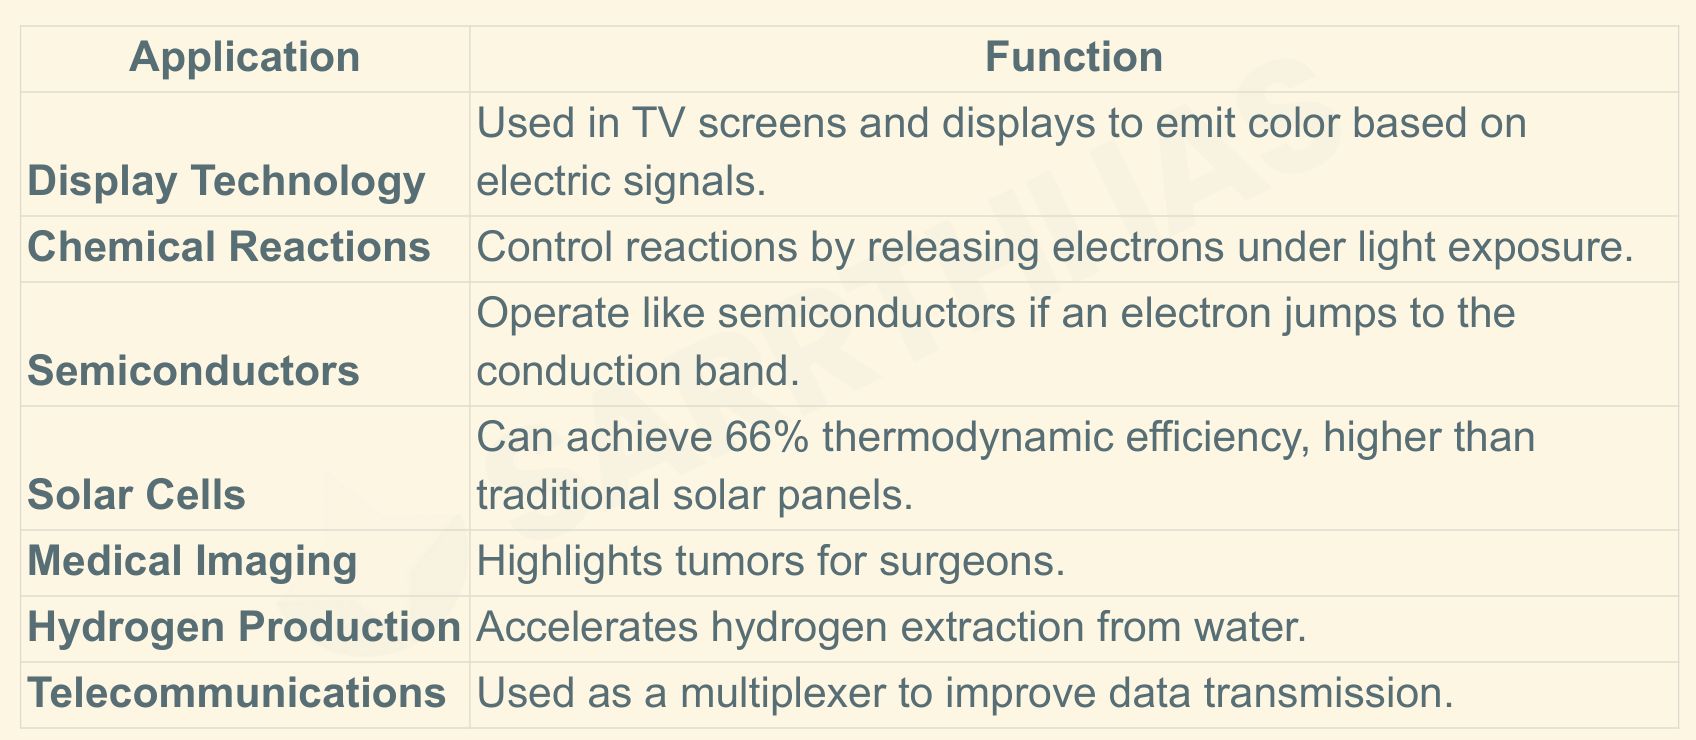 Application Function
Display Technology Used in TV screens and displays to emit color based on
electric signals.
Chemical Reactions Control reactions by releasing electrons under light exposure.
Semiconductors Operate like semiconductors if an electron jumps to the
conduction band.
Solar Cells Can achieve 66% thermodynamic efficiency, higher than
traditional solar panels.
Medical Imaging Highlights tumors for surgeons.
Hydrogen Production Accelerates hydrogen extraction from water.
Telecommunications Used as a multiplexer to improve data transmission.
SARRTHI IAS